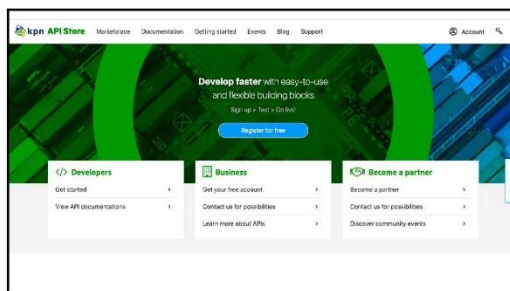 kpn API Store Marketplace Documentation Getting started Events Blog Support Account
Develop faster with easy-to-use
and flexible building blocks
Sign up > Test > Go live!
Register for free
</> Developers
Get started >
View API documentations >
Business
Get your free account >
Contact us for possibilities >
Learn more about APIs >
Become a partner
Become a partner >
Contact us for possibilities >
Discover community events >